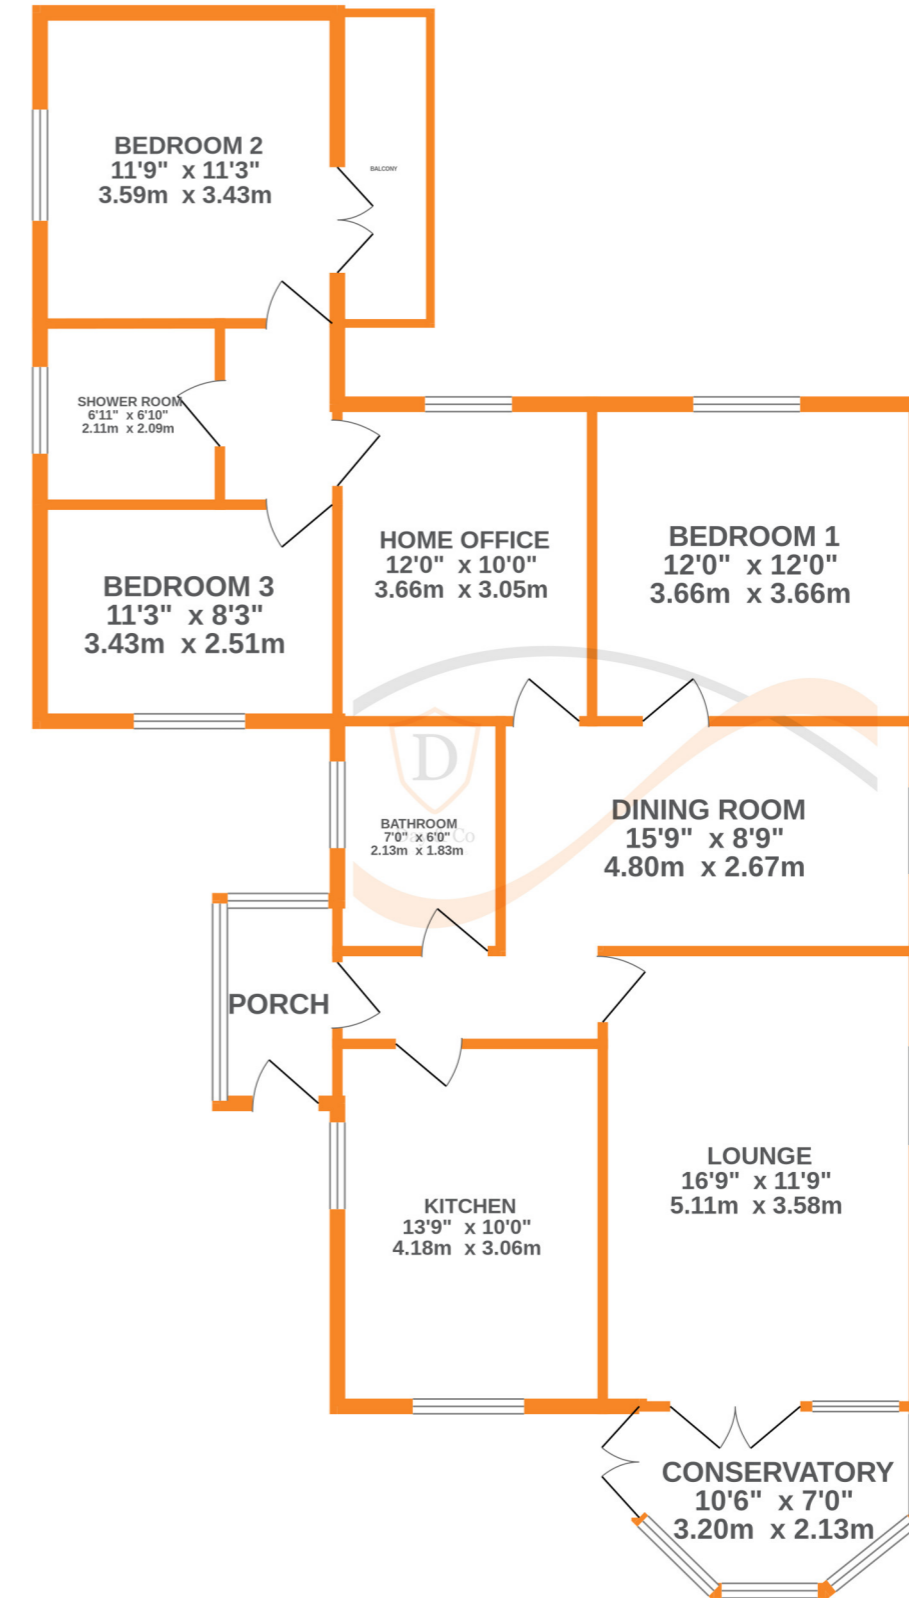 BEDROOM 2
11'9" x 11'3"
3.59m x 3.43m
BALCONY
SHOWER ROOM
6'11" x 6'10"
2.11m x 2.09m
HOME OFFICE
12'0" x 10'0"
3.66m x 3.05m
BEDROOM 1
12'0" x 12'0"
3.66m x 3.66m
BEDROOM 3
11'3" x 8'3"
3.43m x 2.51m
D
BATHROOM
7'0" x 6'0"
2.13m x 1.83m
Co
DINING ROOM
15'9" x 8'9"
4.80m x 2.67m
PORCH
LOUNGE
16'9" x 11'9"
5.11m x 3.58m
KITCHEN
13'9" x 10'0"
4.18m x 3.06m
CONSERVATORY
10'6" x 7'0"
3.20m x 2.13m